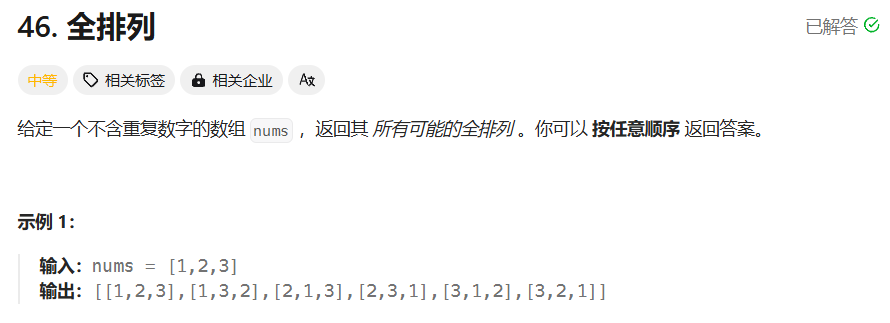 46. 全排列
已解答
中等 相关标签 相关企业
给定一个不含重复数字的数组 nums ，返回其 所有可能的全排列 。你可以 按任意顺序 返回答案。
示例 1：
输入：nums = [1,2,3]
输出：[[1,2,3],[1,3,2],[2,1,3],[2,3,1],[3,1,2],[3,2,1]]